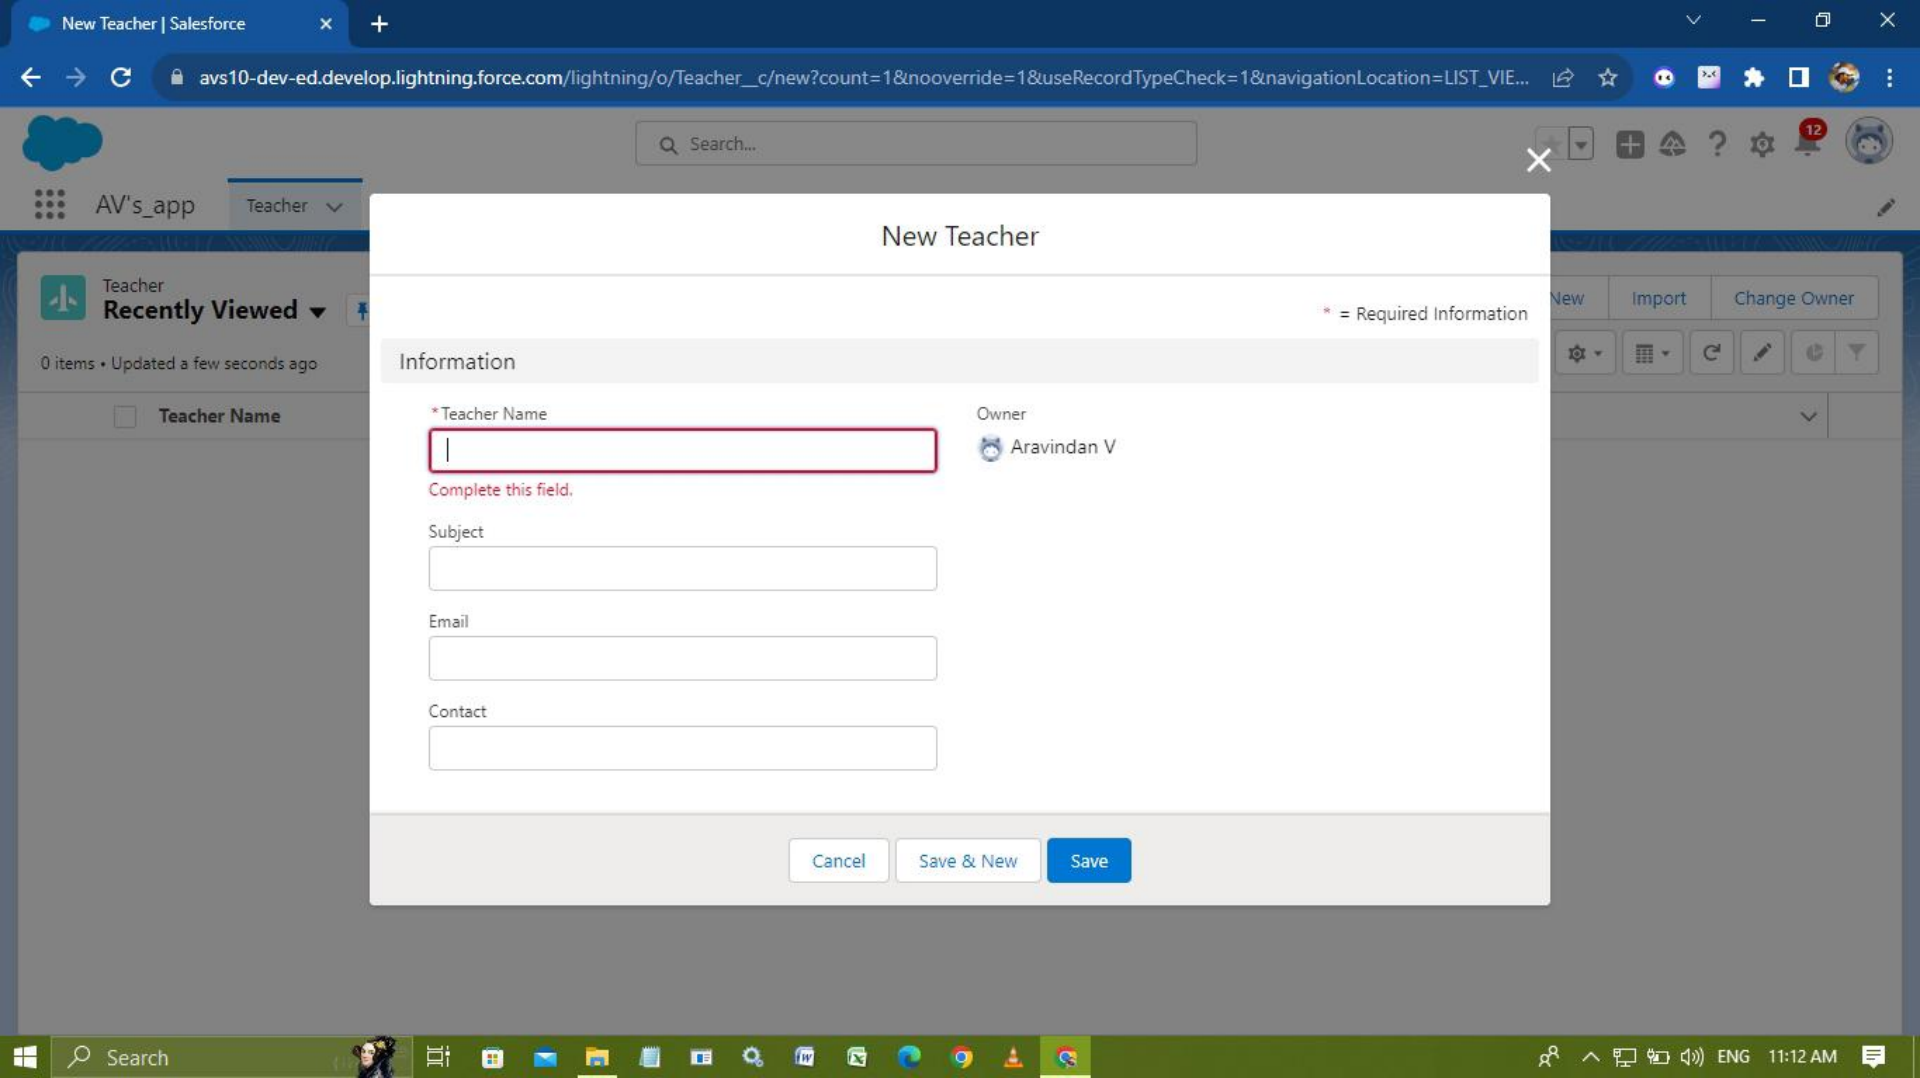 New Teacher | Salesforce
avs10-dev-ed.develop.lightning.force.com/lightning/o/Teacher__c/new?count=1&nooverride=1&useRecordTypeCheck=1&navigationLocation=LIST_VIE...
Search...
12
AV's_app
Teacher
New Teacher
Teacher
Recently Viewed
New
Import
Change Owner
* = Required Information
0 items • Updated a few seconds ago
Information
Teacher Name
*Teacher Name
Owner
Aravindan V
Complete this field.
Subject
Email
Contact
Cancel
Save & New
Save
Search
ENG
11:12 AM